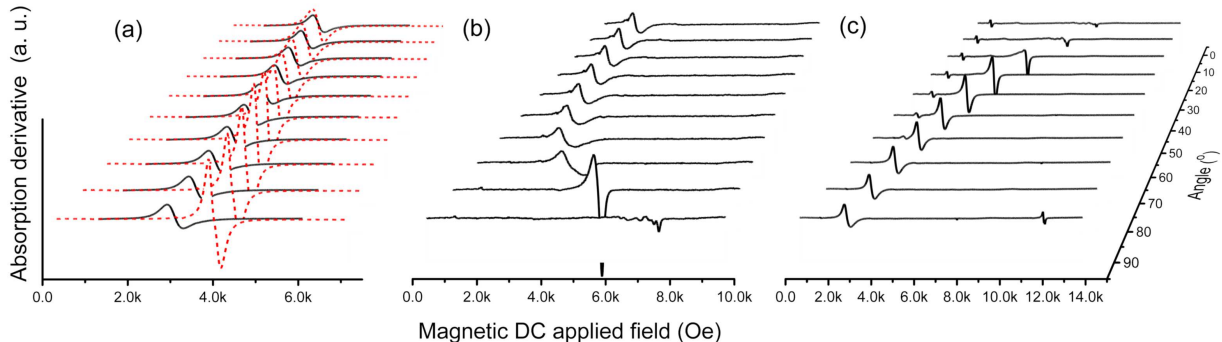 (a)
(b)
(c)
Absorption derivative (a. u.)
0
10
20
30
40
50
60
70
80
90
Angle (°)
0.0 2.0k 4.0k 6.0k
0.0 2.0k 4.0k 6.0k 8.0k 10.0k
0.0 2.0k 4.0k 6.0k 8.0k 10.0k 12.0k 14.0k
Magnetic DC applied field (Oe)